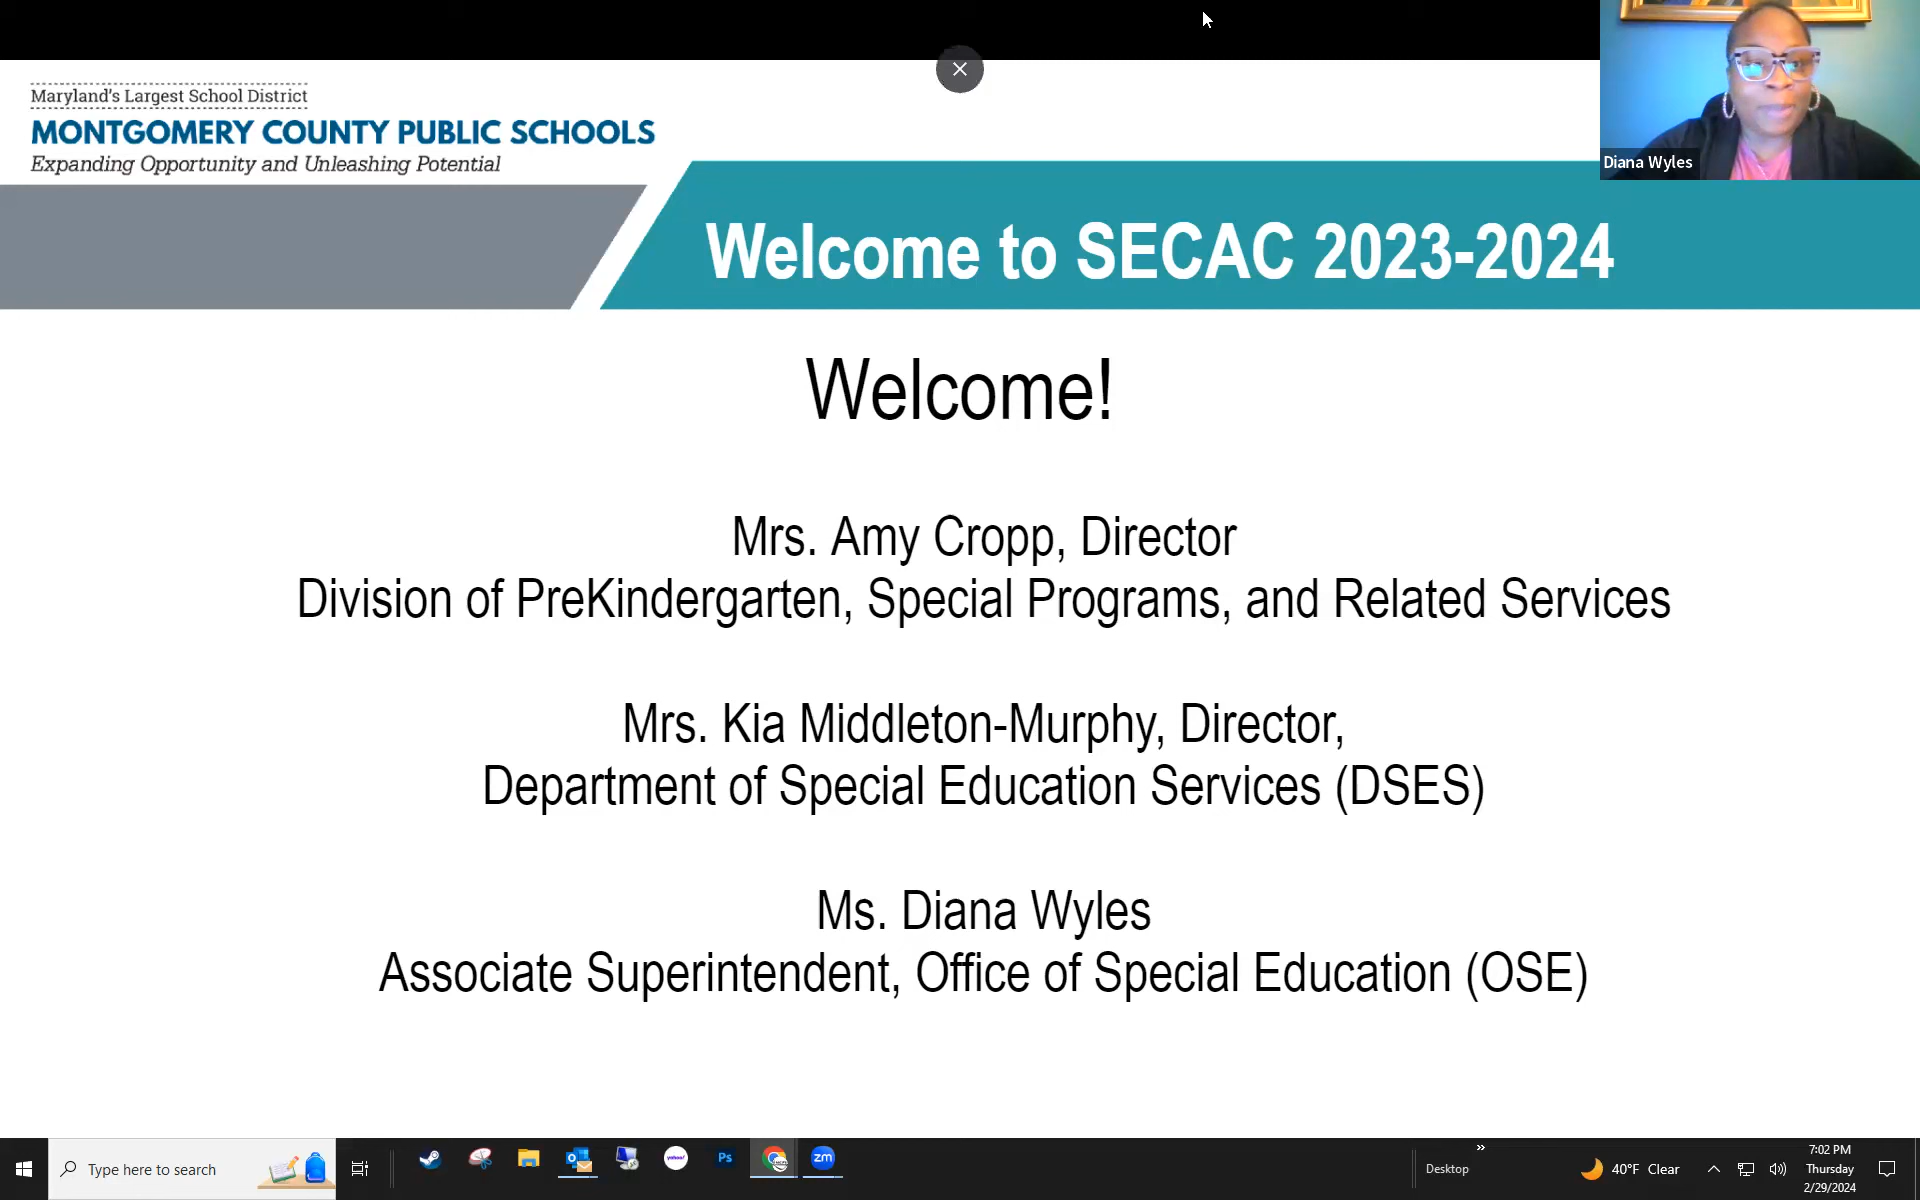 Maryland's Largest School District
MONTGOMERY COUNTY PUBLIC SCHOOLS
Expanding Opportunity and Unleashing Potential
Diana Wyles
Welcome to SECAC 2023-2024
Welcome!
Mrs. Amy Cropp, Director
Division of PreKindergarten, Special Programs, and Related Services
Mrs. Kia Middleton-Murphy, Director,
Department of Special Education Services (DSES)
Ms. Diana Wyles
Associate Superintendent, Office of Special Education (OSE)
Type here to search
yahoo!
Ps
zm
Desktop
40°F Clear
7:02 PM
Thursday
2/29/2024